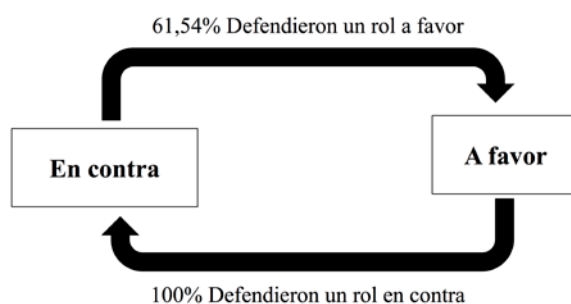 61,54% Defendieron un rol a favor
En contra
A favor
100% Defendieron un rol en contra